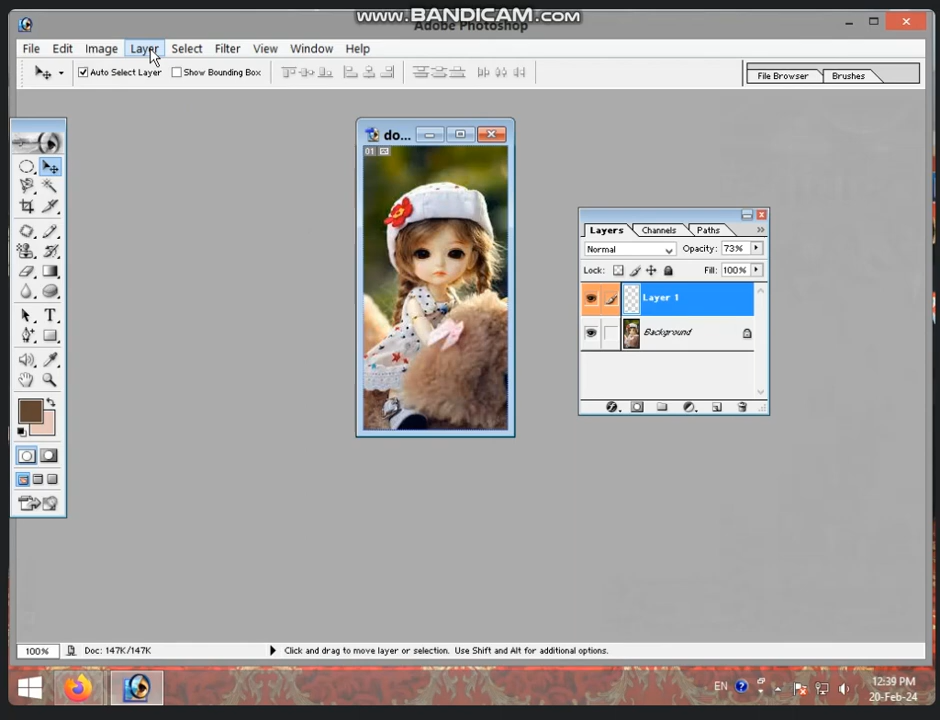 www.BANDICAM.com
Adobe Photoshop
File Edit Image Layer Select Filter View Window Help
Auto Select Layer Show Bounding Box
File Browser Brushes
do...
01
Layers Channels Paths
Normal Opacity: 73%
Lock: Fill: 100%
Layer 1
Background
100% Doc: 147K/147K Click and drag to move layer or selection. Use Shift and Alt for additional options.
EN 12:39 PM
20-Feb-24